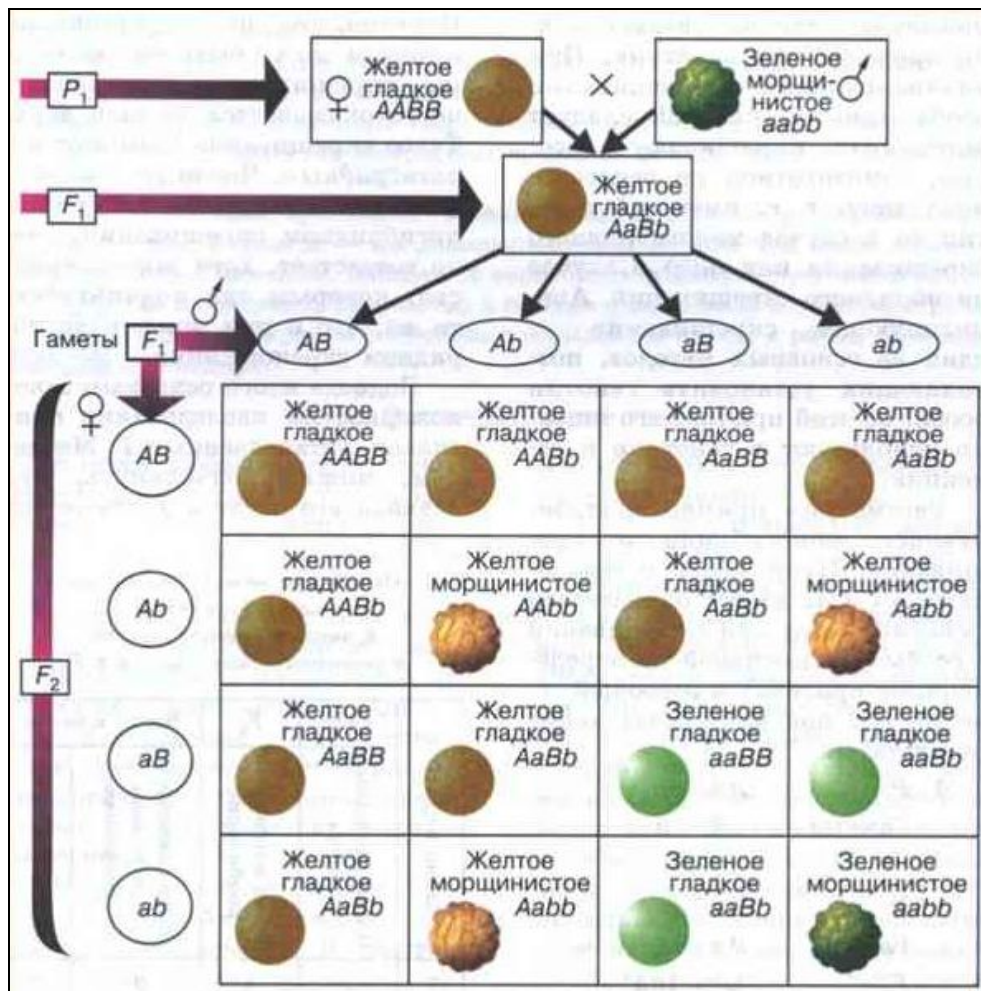 P1
♀ Желтое
гладкое
AABB
×
Зеленое
морщи-
нистое ♂
aabb
F1
Желтое
гладкое
AaBb
Гаметы F1 ♂
AB Ab aB ab
♀
F2
AB
Желтое
гладкое
AABB
Желтое
гладкое
AABb
Желтое
гладкое
AaBB
Желтое
гладкое
AaBb
Ab
Желтое
гладкое
AABb
Желтое
морщинистое
AAbb
Желтое
гладкое
AaBb
Желтое
морщинистое
Aabb
aB
Желтое
гладкое
AaBB
Желтое
гладкое
AaBb
Зеленое
гладкое
aaBB
Зеленое
гладкое
aaBb
ab
Желтое
гладкое
AaBb
Желтое
морщинистое
Aabb
Зеленое
гладкое
aaBb
Зеленое
морщинистое
aabb